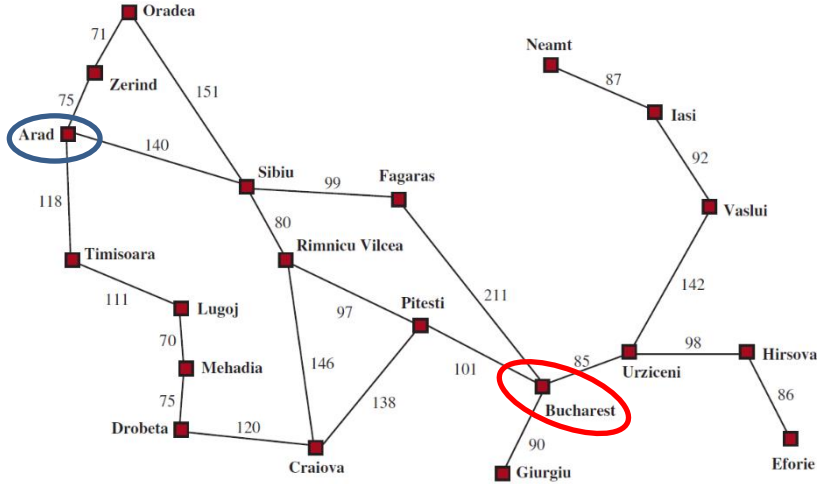 Oradea
71
Neamt
Zerind
87
151
75
Iasi
Arad
140
92
Sibiu
99
Fagaras
118
80
Vaslui
Timisoara
Rimnicu Vilcea
142
111
211
Lugoj
97
Pitesti
70
98
Hirsova
146
101
85
Mehadia
Urziceni
86
75
138
Bucharest
Drobeta
120
90
Eforie
Craiova
Giurgiu